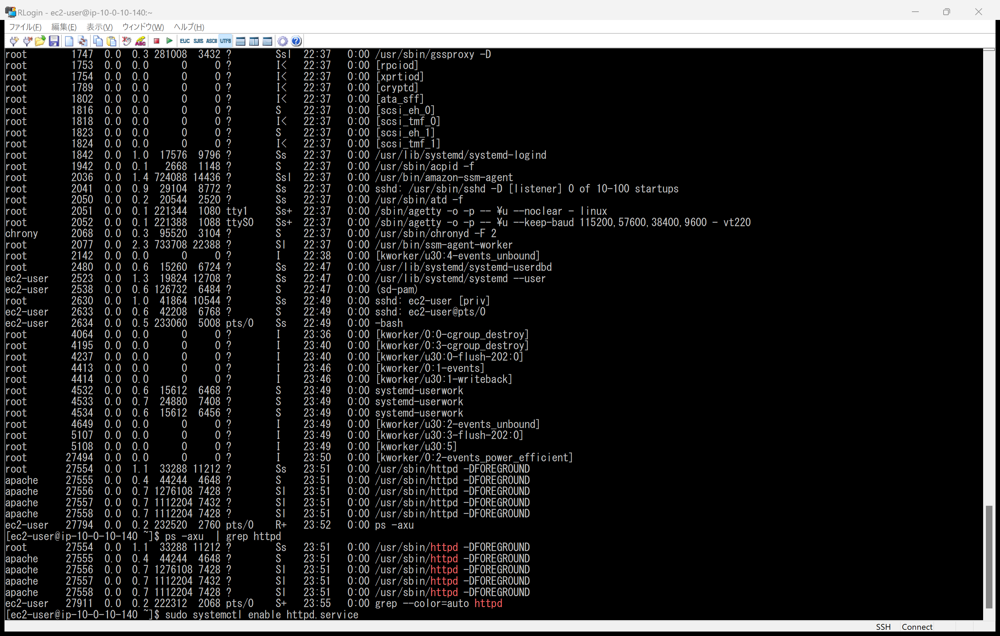 RLogin - ec2-user@ip-10-0-10-140:~
ファイル(F) 編集(E) 表示(V) ウィンドウ(W) ヘルプ(H)
EUC SJIS ASCII UTF8
root 1747 0.0 0.3 281008 3432 ? Ssl 22:37 0:00 /usr/sbin/gssproxy -D
root 1753 0.0 0.0 0 0 ? I< 22:37 0:00 [rpciod]
root 1754 0.0 0.0 0 0 ? I< 22:37 0:00 [xprtiod]
root 1789 0.0 0.0 0 0 ? I< 22:37 0:00 [cryptd]
root 1802 0.0 0.0 0 0 ? I< 22:37 0:00 [ata_sff]
root 1816 0.0 0.0 0 0 ? S 22:37 0:00 [scsi_eh_0]
root 1818 0.0 0.0 0 0 ? I< 22:37 0:00 [scsi_tmf_0]
root 1823 0.0 0.0 0 0 ? S 22:37 0:00 [scsi_eh_1]
root 1824 0.0 0.0 0 0 ? I< 22:37 0:00 [scsi_tmf_1]
root 1842 0.0 1.0 17576 9796 ? Ss 22:37 0:00 /usr/lib/systemd/systemd-logind
root 1942 0.0 0.1 2668 1148 ? S 22:37 0:00 /usr/sbin/acpid -f
root 2036 0.0 1.4 724088 14436 ? Ssl 22:37 0:00 /usr/bin/amazon-ssm-agent
root 2041 0.0 0.9 29104 8772 ? Ss 22:37 0:00 sshd: /usr/sbin/sshd -D [listener] 0 of 10-100 startups
root 2050 0.0 0.2 20544 2520 ? Ss 22:37 0:00 /usr/sbin/atd -f
root 2051 0.0 0.1 221344 1080 tty1 Ss+ 22:37 0:00 /sbin/agetty -o -p -- ¥u --noclear - linux
root 2052 0.0 0.1 221388 1088 ttyS0 Ss+ 22:37 0:00 /sbin/agetty -o -p -- ¥u --keep-baud 115200,57600,38400,9600 - vt220
chrony 2068 0.0 0.3 95520 3104 ? S 22:37 0:00 /usr/sbin/chronyd -F 2
root 2077 0.0 2.3 733708 22388 ? Sl 22:37 0:00 /usr/bin/ssm-agent-worker
root 2142 0.0 0.0 0 0 ? I 22:38 0:00 [kworker/u30:4-events_unbound]
root 2480 0.0 0.6 15260 6724 ? Ss 22:47 0:00 /usr/lib/systemd/systemd-userdbd
ec2-user 2523 0.0 1.3 19824 12708 ? Ss 22:47 0:00 /usr/lib/systemd/systemd --user
ec2-user 2538 0.0 0.6 126732 6484 ? S 22:47 0:00 (sd-pam)
root 2630 0.0 1.0 41864 10544 ? Ss 22:49 0:00 sshd: ec2-user [priv]
ec2-user 2633 0.0 0.6 42208 6768 ? S 22:49 0:00 sshd: ec2-user@pts/0
ec2-user 2634 0.0 0.5 233060 5008 pts/0 Ss 22:49 0:00 -bash
root 4064 0.0 0.0 0 0 ? I 23:36 0:00 [kworker/0:0-cgroup_destroy]
root 4195 0.0 0.0 0 0 ? I 23:40 0:00 [kworker/0:3-cgroup_destroy]
root 4237 0.0 0.0 0 0 ? I 23:40 0:00 [kworker/u30:0-flush-202:0]
root 4413 0.0 0.0 0 0 ? I 23:46 0:00 [kworker/0:1-events]
root 4414 0.0 0.0 0 0 ? I 23:46 0:00 [kworker/u30:1-writeback]
root 4532 0.0 0.6 15612 6468 ? S 23:49 0:00 systemd-userwork
root 4533 0.0 0.7 24880 7408 ? S 23:49 0:00 systemd-userwork
root 4534 0.0 0.6 15612 6456 ? S 23:49 0:00 systemd-userwork
root 4649 0.0 0.0 0 0 ? I 23:49 0:00 [kworker/u30:2-events_unbound]
root 5107 0.0 0.0 0 0 ? I 23:49 0:00 [kworker/u30:3-flush-202:0]
root 5108 0.0 0.0 0 0 ? I 23:49 0:00 [kworker/u30:5]
root 27494 0.0 0.0 0 0 ? I 23:50 0:00 [kworker/0:2-events_power_efficient]
root 27554 0.0 1.1 33288 11212 ? Ss 23:51 0:00 /usr/sbin/httpd -DFOREGROUND
apache 27555 0.0 0.4 44244 4648 ? S 23:51 0:00 /usr/sbin/httpd -DFOREGROUND
apache 27556 0.0 0.7 1276108 7428 ? Sl 23:51 0:00 /usr/sbin/httpd -DFOREGROUND
apache 27557 0.0 0.7 1112204 7432 ? Sl 23:51 0:00 /usr/sbin/httpd -DFOREGROUND
apache 27558 0.0 0.7 1112204 7428 ? Sl 23:51 0:00 /usr/sbin/httpd -DFOREGROUND
ec2-user 27794 0.0 0.2 232520 2760 pts/0 R+ 23:52 0:00 ps -axu
[ec2-user@ip-10-0-10-140 ~]$ ps -axu | grep httpd
root 27554 0.0 1.1 33288 11212 ? Ss 23:51 0:00 /usr/sbin/httpd -DFOREGROUND
apache 27555 0.0 0.4 44244 4648 ? S 23:51 0:00 /usr/sbin/httpd -DFOREGROUND
apache 27556 0.0 0.7 1276108 7428 ? Sl 23:51 0:00 /usr/sbin/httpd -DFOREGROUND
apache 27557 0.0 0.7 1112204 7432 ? Sl 23:51 0:00 /usr/sbin/httpd -DFOREGROUND
apache 27558 0.0 0.7 1112204 7428 ? Sl 23:51 0:00 /usr/sbin/httpd -DFOREGROUND
ec2-user 27911 0.0 0.2 222312 2068 pts/0 S+ 23:55 0:00 grep --color=auto httpd
[ec2-user@ip-10-0-10-140 ~]$ sudo systemctl enable httpd.service
SSH Connect